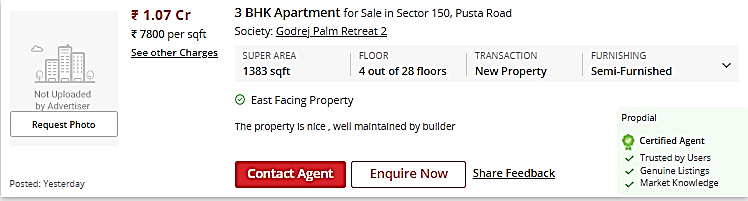 ₹ 1.07 Cr
₹ 7800 per sqft
See other Charges
Not Uploaded
by Advertiser
Request Photo
Posted: Yesterday
3 BHK Apartment for Sale in Sector 150, Pusta Road
Society: Godrej Palm Retreat 2
SUPER AREA
1383 sqft
FLOOR
4 out of 28 floors
TRANSACTION
New Property
FURNISHING
Semi-Furnished
East Facing Property
The property is nice , well maintained by builder
Contact Agent
Enquire Now
Share Feedback
Propdial
Certified Agent
Trusted by Users
Genuine Listings
Market Knowledge